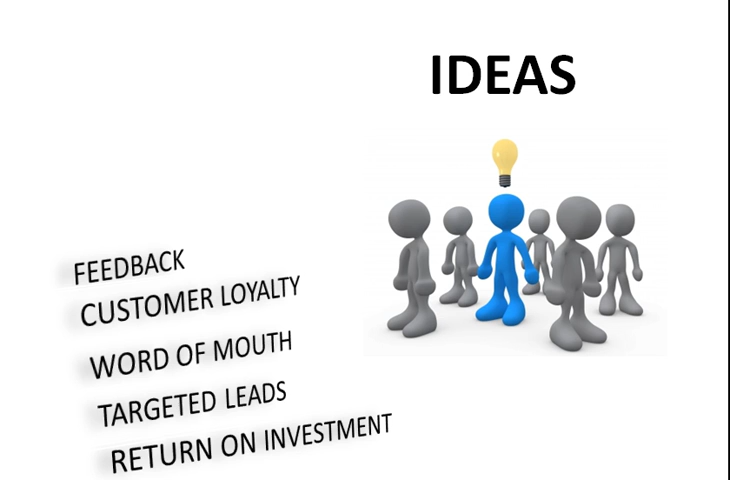 IDEAS
FEEDBACK
CUSTOMER LOYALTY
WORD OF MOUTH
TARGETED LEADS
RETURN ON INVESTMENT